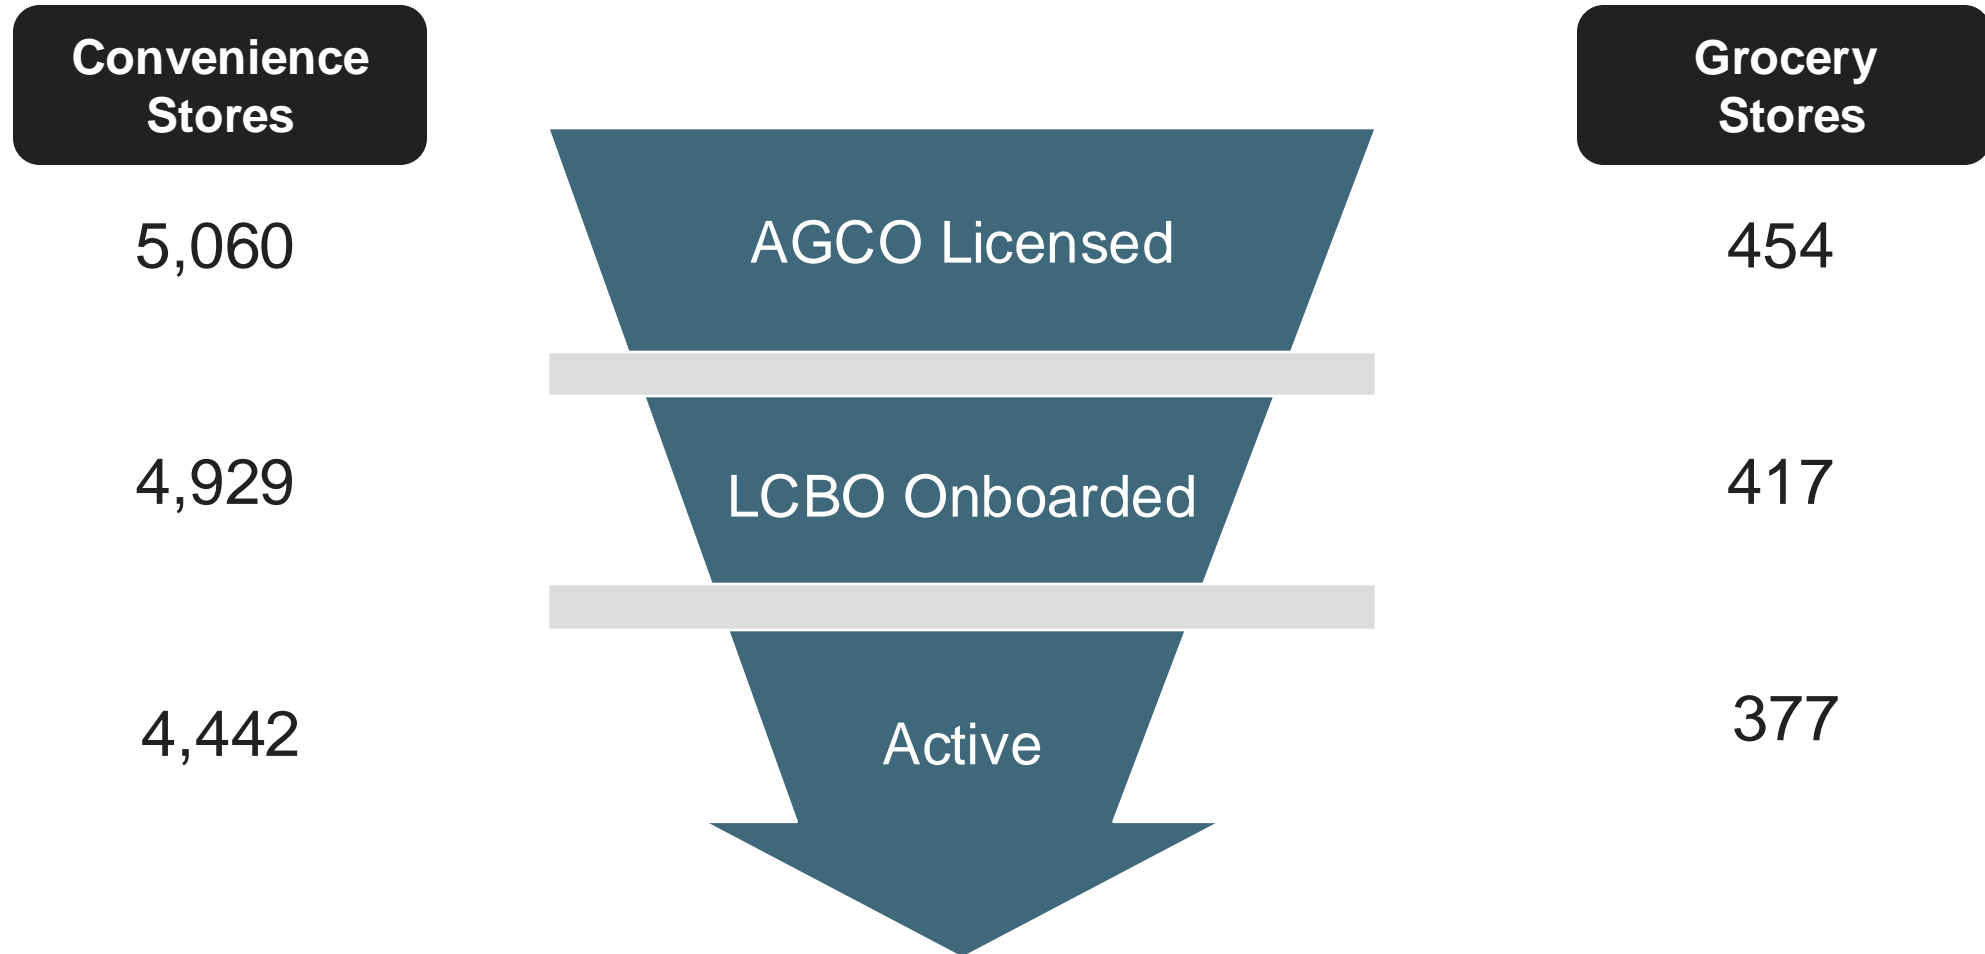 Convenience
Stores
Grocery
Stores
5,060
AGCO Licensed
454
4,929
LCBO Onboarded
417
4,442
Active
377